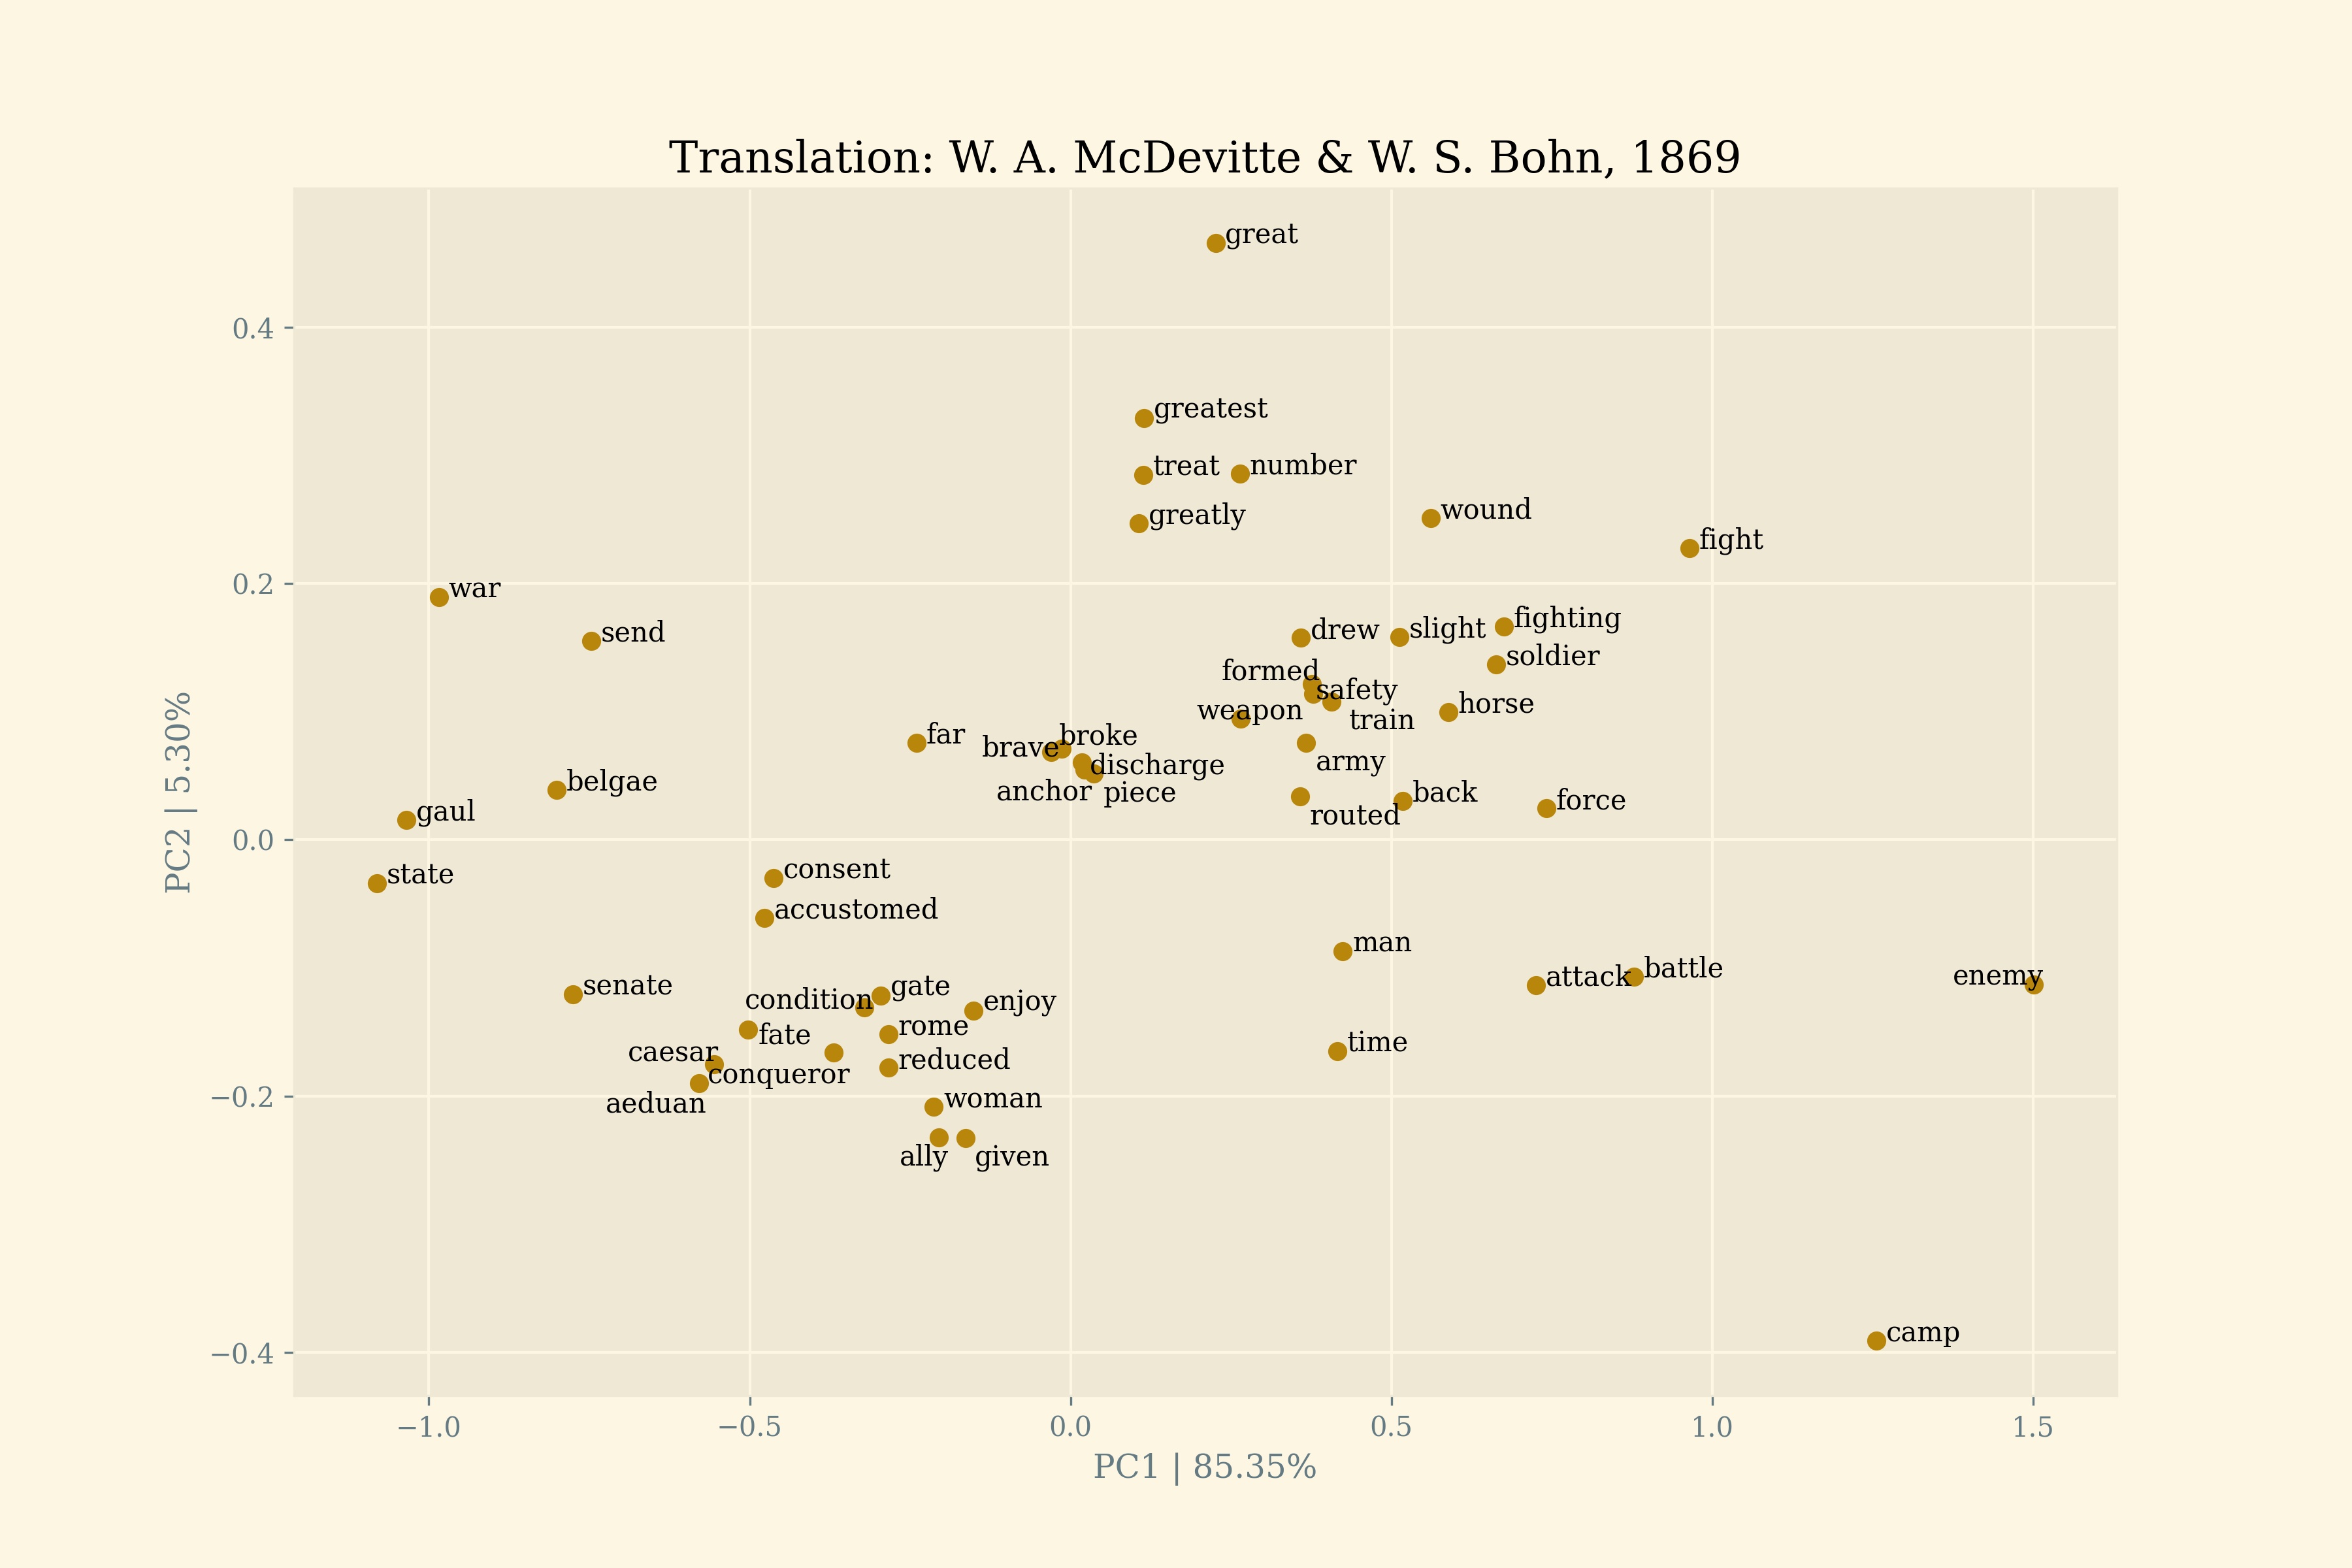 Translation: W. A. McDevitte & W. S. Bohn, 1869
great
0.4
greatest
treat
number
greatly
wound
fight
0.2
war
send
drew
slight
fighting
soldier
formed
safety
weapon
train
horse
far
brave
broke
discharge
army
anchor
piece
belgae
back
force
routed
gaul
0.0
state
consent
accustomed
man
senate
gate
condition
enjoy
attack
battle
enemy
rome
fate
caesar
reduced
time
conqueror
−0.2
aeduan
woman
ally
given
camp
−0.4
PC2 | 5.30%
−1.0
−0.5
0.0
0.5
1.0
1.5
PC1 | 85.35%